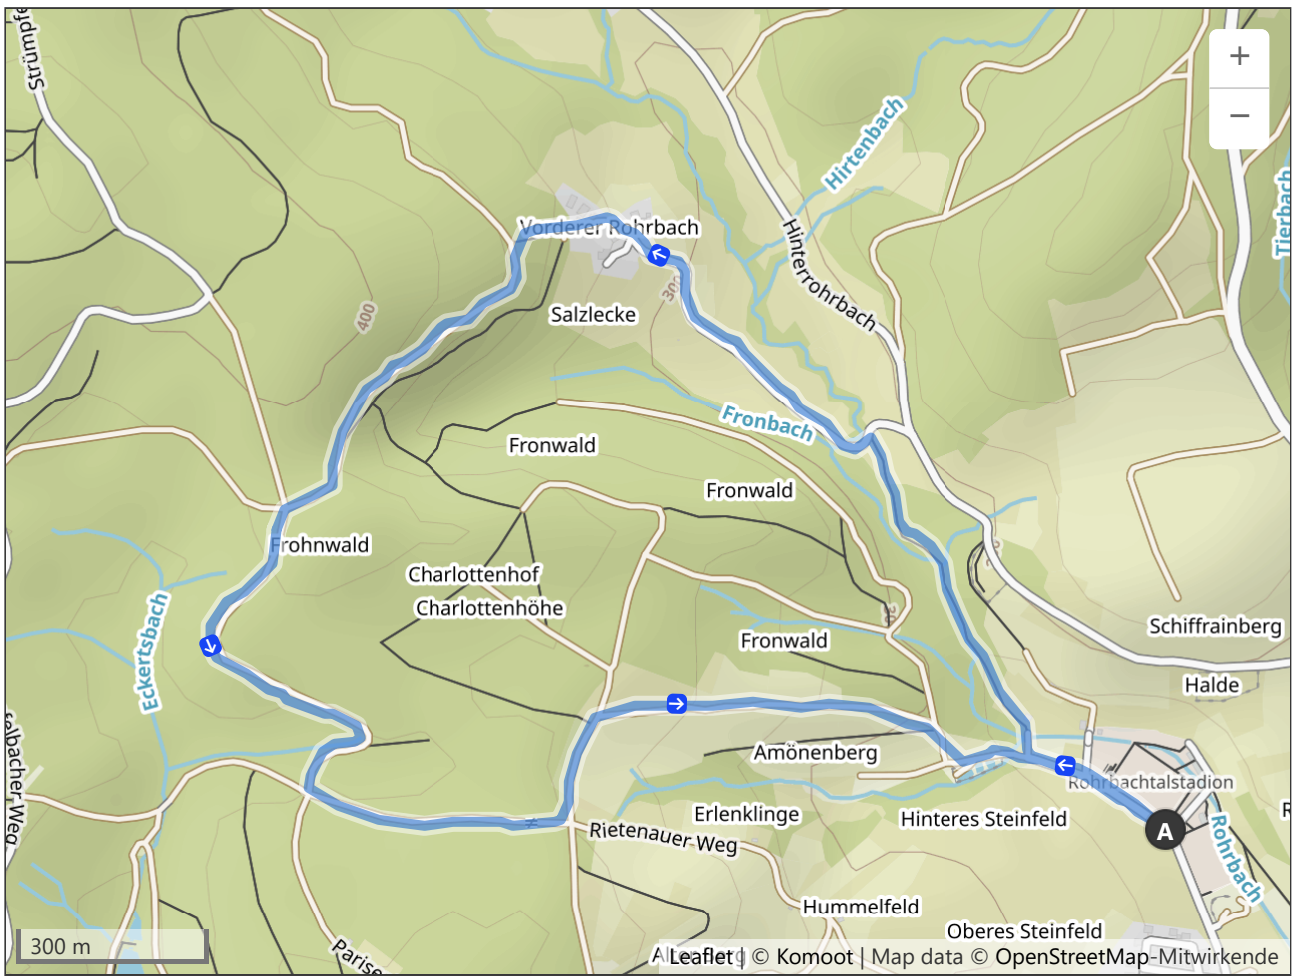 Strümpfe
+
−
Hirtenbach
Tierbach
Vorderer Rohrbach
Hinterrohrbach
300
400
Salzlecke
Fronbach
Fronwald
Fronwald
Frohnwald
Charlottenhof
Charlottenhöhe
Eckertsbach
Fronwald
Schiffrainberg
Halde
Amönenberg
Rohrbachtalstadion
Erlenklinge
Hinteres Steinfeld
A
Rietenauer Weg
Rohrbach
Hummelfeld
Oberes Steinfeld
300 m
Leaflet | © Komoot | Map data © OpenStreetMap-Mitwirkende